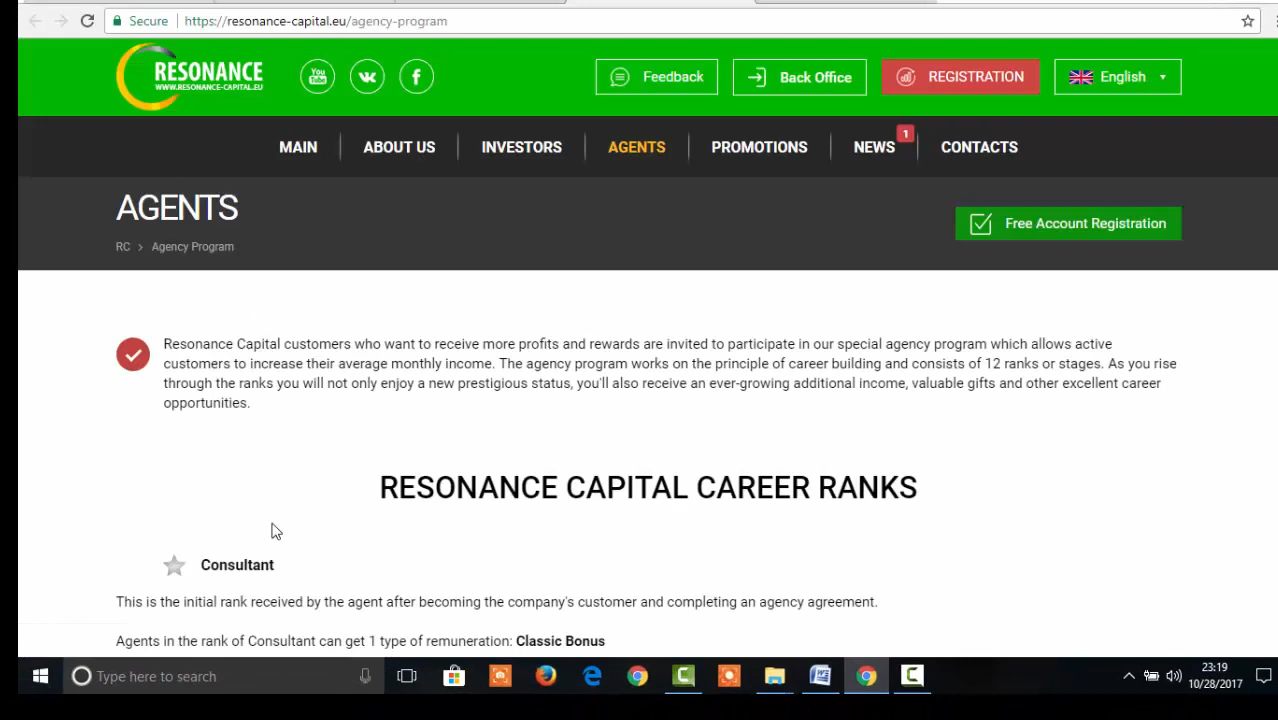 Secure https://resonance-capital.eu/agency-program
RESONANCE
WWW.RESONANCE-CAPITAL.EU
You Tube
Feedback
Back Office
REGISTRATION
English
MAIN
ABOUT US
INVESTORS
AGENTS
PROMOTIONS
NEWS
1
CONTACTS
AGENTS
RC > Agency Program
Free Account Registration
Resonance Capital customers who want to receive more profits and rewards are invited to participate in our special agency program which allows active
customers to increase their average monthly income. The agency program works on the principle of career building and consists of 12 ranks or stages. As you rise
through the ranks you will not only enjoy a new prestigious status, you'll also receive an ever-growing additional income, valuable gifts and other excellent career
opportunities.
RESONANCE CAPITAL CAREER RANKS
Consultant
This is the initial rank received by the agent after becoming the company's customer and completing an agency agreement.
Agents in the rank of Consultant can get 1 type of remuneration: Classic Bonus
Type here to search
23:19
10/28/2017